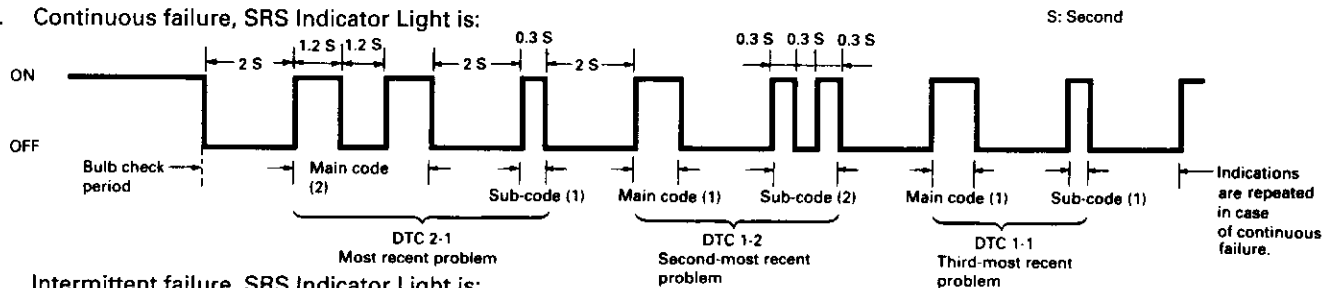 . Continuous failure, SRS Indicator Light is:
S: Second
1.2 S 1.2 S 0.3 S 0.3 S 0.3 S 0.3 S
ON
2 S 2 S 2 S
OFF
Bulb check
period
Main code
(2)
Sub-code (1)
Main code (1)
Sub-code (2)
Main code (1)
Sub-code (1)
Indications
are repeated
in case
of continuous
failure.
DTC 2-1
Most recent problem
DTC 1-2
Second-most recent
problem
DTC 1-1
Third-most recent
problem
Intermittent failure, SRS Indicator Light is: